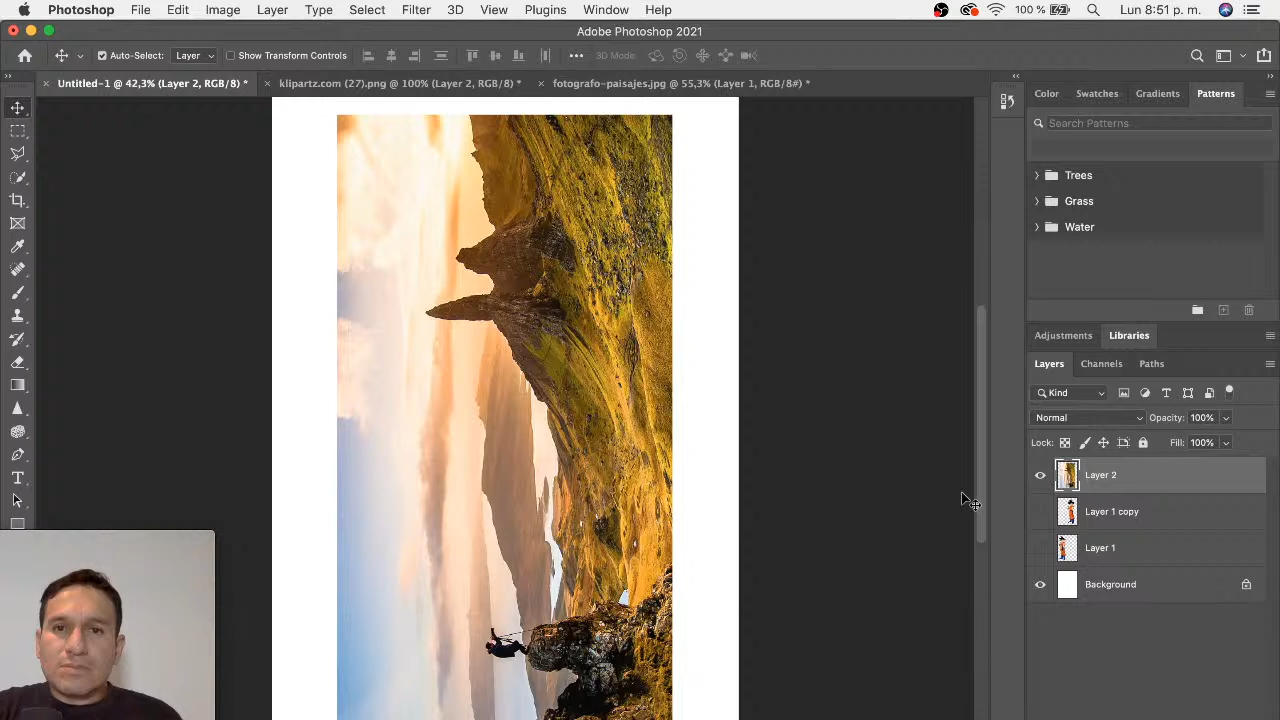 Photoshop File Edit Image Layer Type Select Filter 3D View Plugins Window Help 100 % Lun 8:51 p. m.
Adobe Photoshop 2021
Auto-Select: Layer Show Transform Controls 3D Mode:
Untitled-1 @ 42,3% (Layer 2, RGB/8) * klipartz.com (27).png @ 100% (Layer 2, RGB/8) * fotografo-paisajes.jpg @ 55,3% (Layer 1, RGB/8#) *
Color Swatches Gradients Patterns
Search Patterns
Trees
Grass
Water
Adjustments Libraries
Layers Channels Paths
Kind
Normal Opacity: 100%
Lock: Fill: 100%
Layer 2
Layer 1 copy
Layer 1
Background